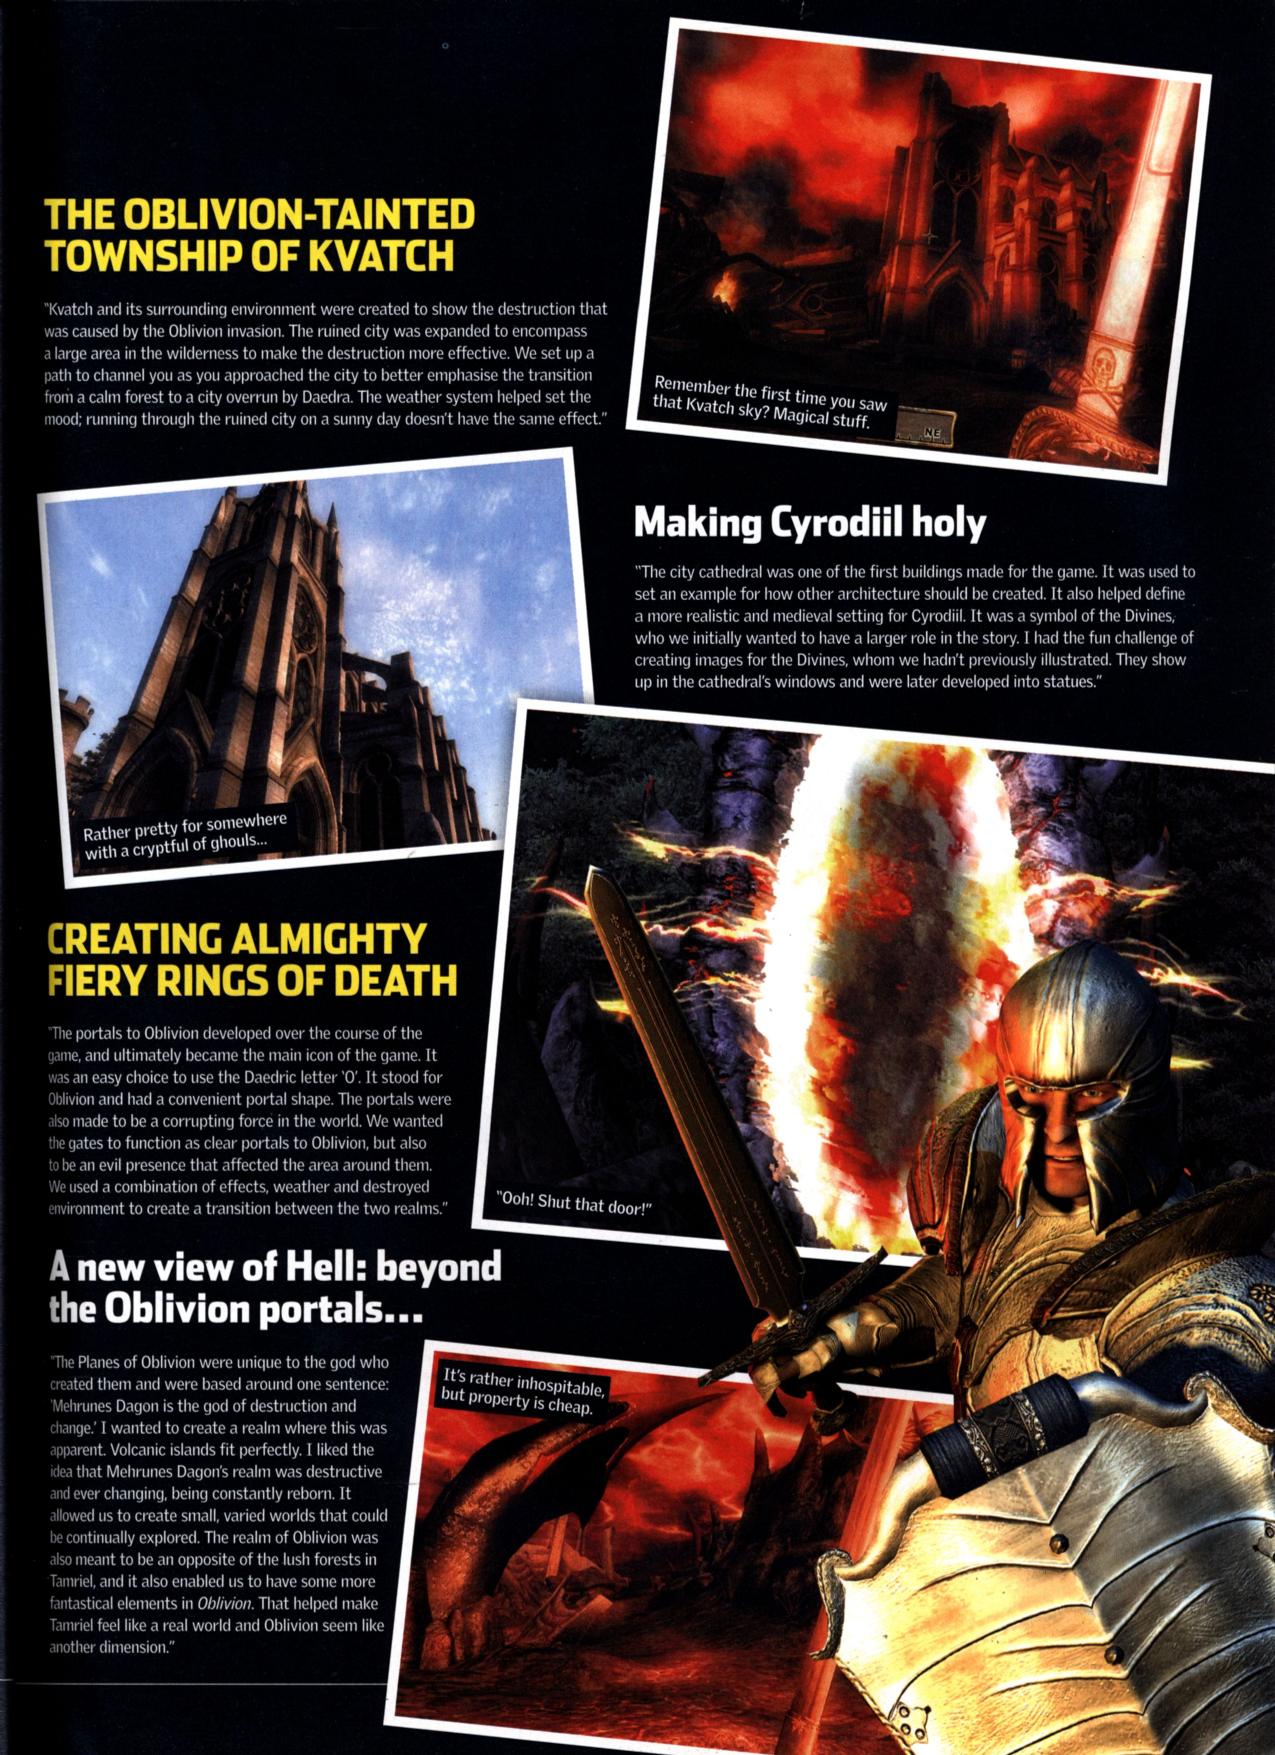 THE OBLIVION-TAINTED
TOWNSHIP OF KVATCH
"Kvatch and its surrounding environment were created to show the destruction that
was caused by the Oblivion invasion. The ruined city was expanded to encompass
a large area in the wilderness to make the destruction more effective. We set up a
path to channel you as you approached the city to better emphasise the transition
from a calm forest to a city overrun by Daedra. The weather system helped set the
mood; running through the ruined city on a sunny day doesn't have the same effect."
Remember the first time you saw
that Kvatch sky? Magical stuff.
NE
Rather pretty for somewhere
with a cryptful of ghouls...
Making Cyrodiil holy
"The city cathedral was one of the first buildings made for the game. It was used to
set an example for how other architecture should be created. It also helped define
a more realistic and medieval setting for Cyrodiil. It was a symbol of the Divines,
who we initially wanted to have a larger role in the story. I had the fun challenge of
creating images for the Divines, whom we hadn't previously illustrated. They show
up in the cathedral's windows and were later developed into statues."
CREATING ALMIGHTY
FIERY RINGS OF DEATH
"The portals to Oblivion developed over the course of the
game, and ultimately became the main icon of the game. It
was an easy choice to use the Daedric letter 'O'. It stood for
Oblivion and had a convenient portal shape. The portals were
also made to be a corrupting force in the world. We wanted
the gates to function as clear portals to Oblivion, but also
to be an evil presence that affected the area around them.
We used a combination of effects, weather and destroyed
environment to create a transition between the two realms."
"Ooh! Shut that door!"
A new view of Hell: beyond
the Oblivion portals...
"The Planes of Oblivion were unique to the god who
created them and were based around one sentence:
'Mehrunes Dagon is the god of destruction and
change.' I wanted to create a realm where this was
apparent. Volcanic islands fit perfectly. I liked the
idea that Mehrunes Dagon's realm was destructive
and ever changing, being constantly reborn. It
allowed us to create small, varied worlds that could
be continually explored. The realm of Oblivion was
also meant to be an opposite of the lush forests in
Tamriel, and it also enabled us to have some more
fantastical elements in Oblivion. That helped make
Tamriel feel like a real world and Oblivion seem like
another dimension."
It's rather inhospitable,
but property is cheap.